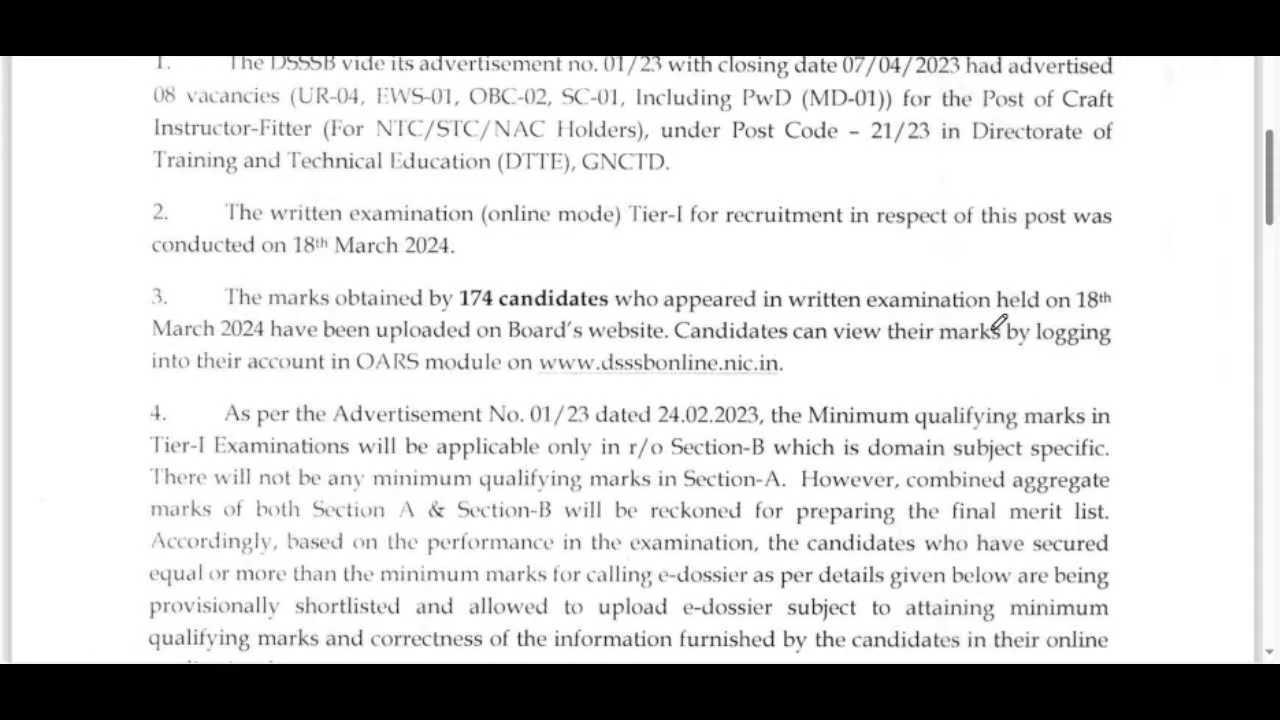 1. The DSSSB vide its advertisement no. 01/23 with closing date 07/04/2023 had advertised
08 vacancies (UR-04, EWS-01, OBC-02, SC-01, Including PwD (MD-01)) for the Post of Craft
Instructor-Fitter (For NTC/STC/NAC Holders), under Post Code – 21/23 in Directorate of
Training and Technical Education (DTTE), GNCTD.
2. The written examination (online mode) Tier-I for recruitment in respect of this post was
conducted on 18th March 2024.
3. The marks obtained by 174 candidates who appeared in written examination held on 18th
March 2024 have been uploaded on Board's website. Candidates can view their marks by logging
into their account in OARS module on www.dsssbonline.nic.in.
4. As per the Advertisement No. 01/23 dated 24.02.2023, the Minimum qualifying marks in
Tier-I Examinations will be applicable only in r/o Section-B which is domain subject specific.
There will not be any minimum qualifying marks in Section-A. However, combined aggregate
marks of both Section A & Section-B will be reckoned for preparing the final merit list.
Accordingly, based on the performance in the examination, the candidates who have secured
equal or more than the minimum marks for calling e-dossier as per details given below are being
provisionally shortlisted and allowed to upload e-dossier subject to attaining minimum
qualifying marks and correctness of the information furnished by the candidates in their online